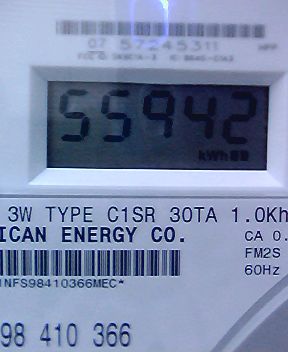 07 57245311
55942
kWh
3W TYPE C1SR 30TA 1.0Kh
ICAN ENERGY CO.
CA 0.
FM2S
60Hz
1NFS98410366MEC*
98 410 366